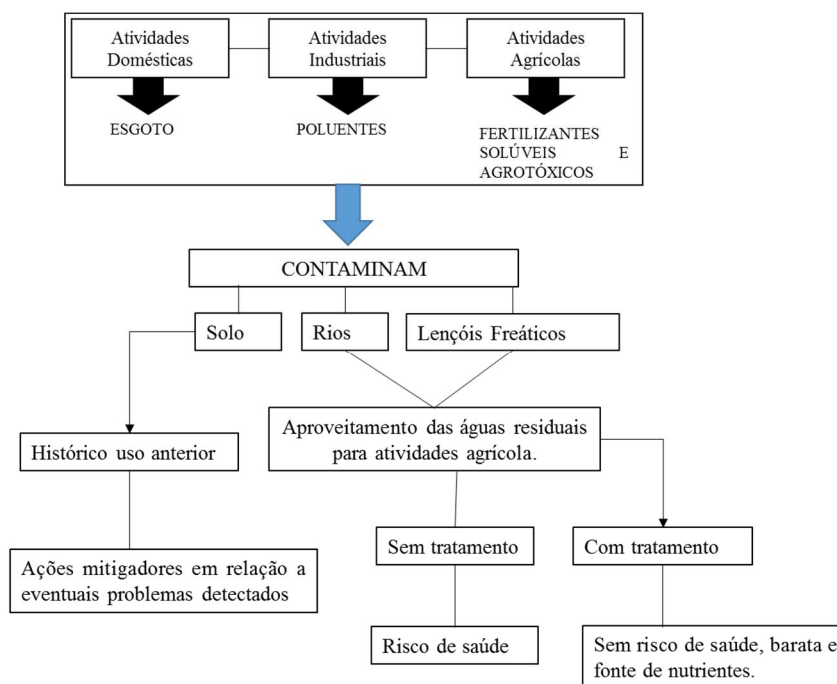 Atividades
Domésticas
Atividades
Industriais
Atividades
Agrícolas
ESGOTO
POLUENTES
FERTILIZANTES
SOLÚVEIS E
AGROTÓXICOS
CONTAMINAM
Solo
Rios
Lençóis Freáticos
Histórico uso anterior
Aproveitamento das águas residuais
para atividades agrícola.
Ações mitigadores em relação a
eventuais problemas detectados
Sem tratamento
Com tratamento
Risco de saúde
Sem risco de saúde, barata e
fonte de nutrientes.